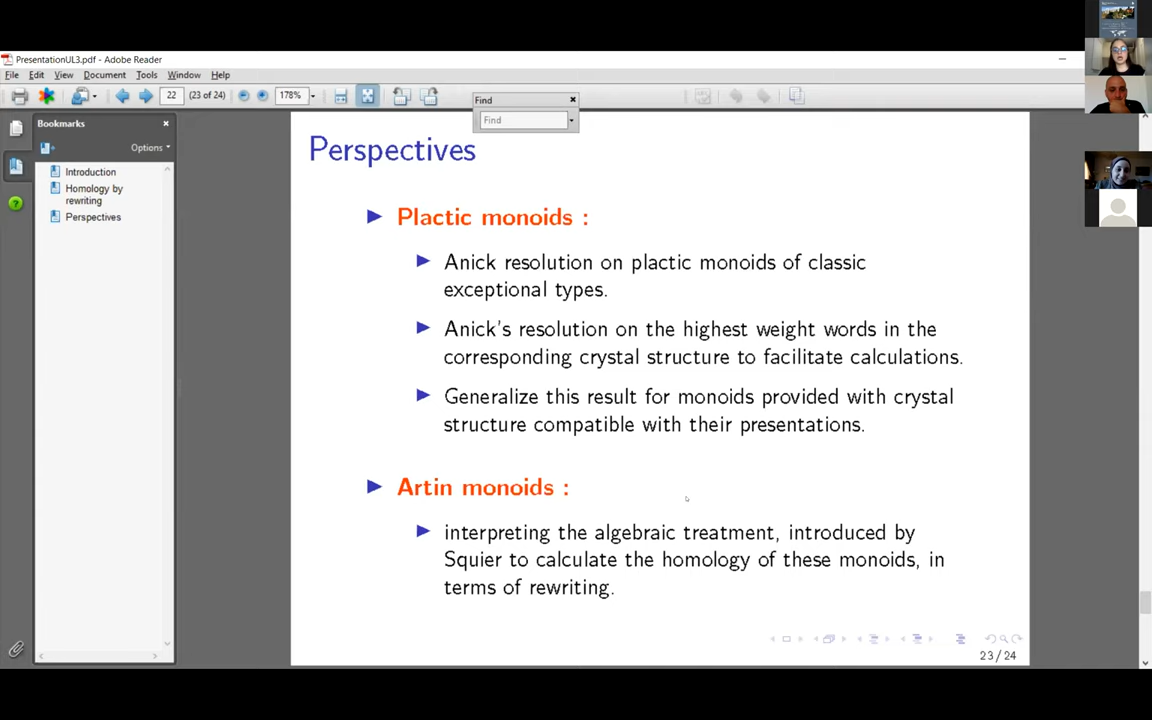 PresentationUL3.pdf - Adobe Reader
File Edit View Document Tools Window Help
22 (23 of 24) 178%
Find
Find
Bookmarks
Options
Introduction
Homology by
rewriting
Perspectives
Perspectives
Plactic monoids :
Anick resolution on plactic monoids of classic
exceptional types.
Anick's resolution on the highest weight words in the
corresponding crystal structure to facilitate calculations.
Generalize this result for monoids provided with crystal
structure compatible with their presentations.
Artin monoids :
interpreting the algebraic treatment, introduced by
Squier to calculate the homology of these monoids, in
terms of rewriting.
23/24